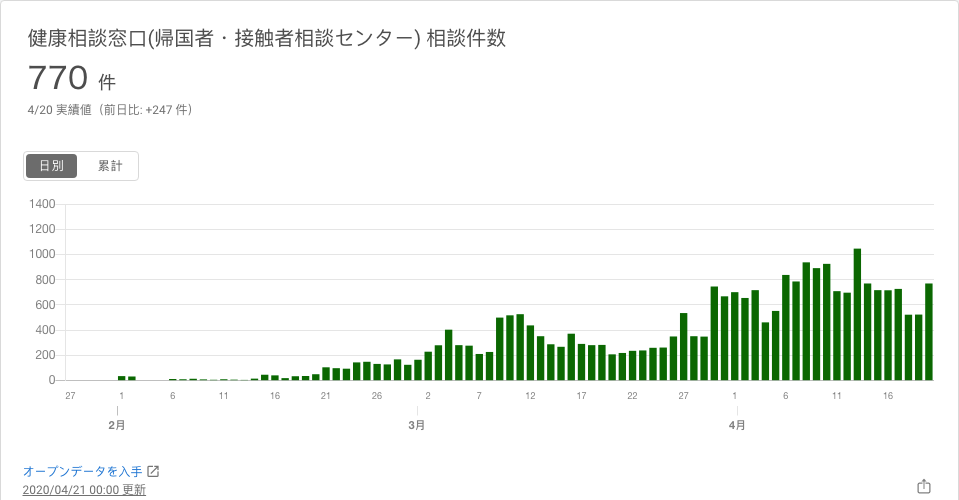 健康相談窓口(帰国者・接触者相談センター) 相談件数
770 件
4/20 実績値（前日比: +247 件）
日別 累計
1400
1200
1000
800
600
400
200
0
27 1 6 11 16 21 26 2 7 12 17 22 27 1 6 11 16
2月 3月 4月
オープンデータを入手
2020/04/21 00:00 更新